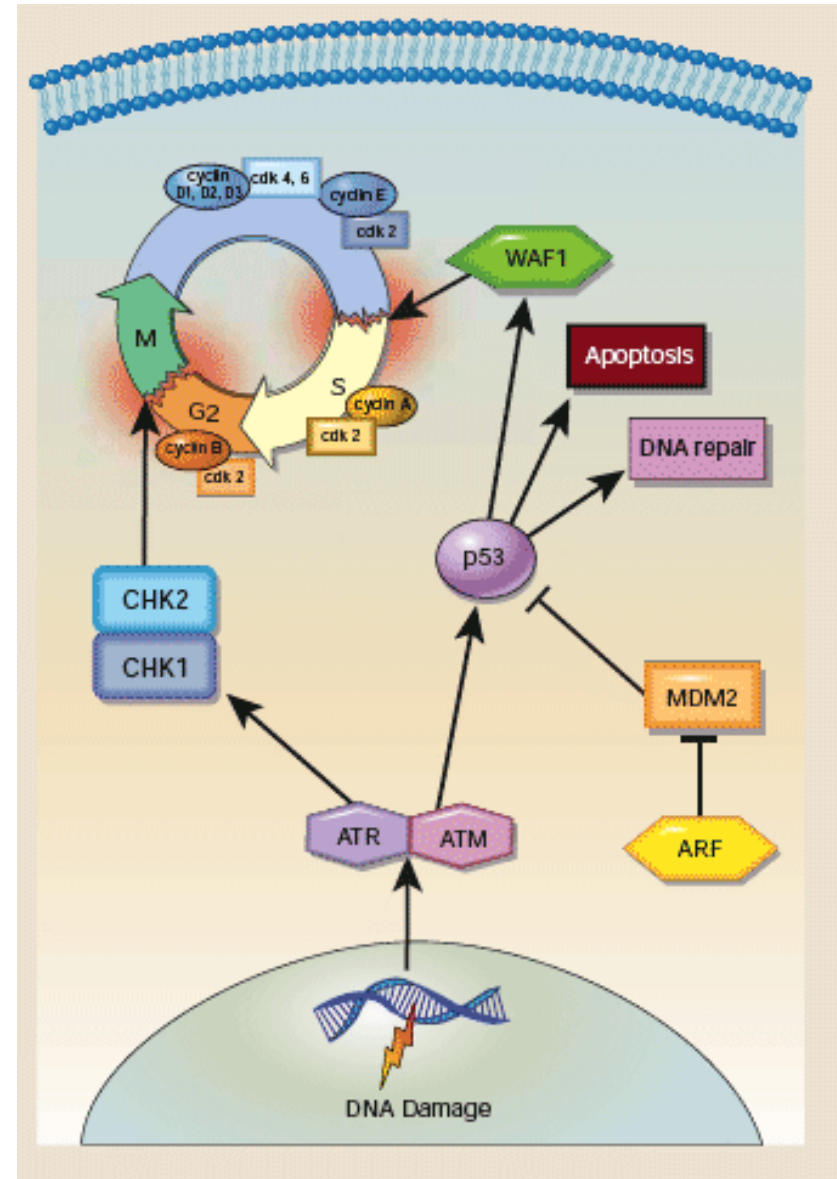 cyclin
D1, D2, D3
cdk 4, 6
cyclin E
cdk 2
WAF1
M
Apoptosis
S
cyclin A
G2
cdk 2
DNA repair
cyclin B
cdk 2
p53
CHK2
CHK1
MDM2
ATR
ATM
ARF
DNA Damage